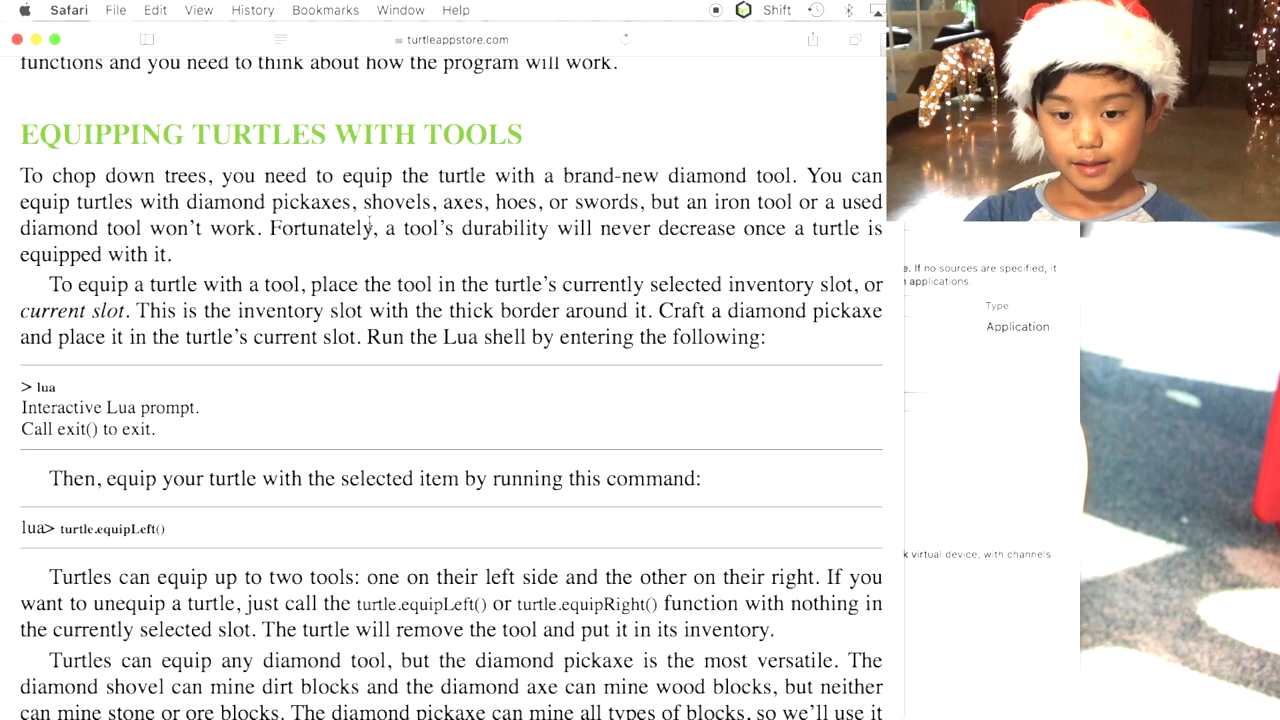 Safari File Edit View History Bookmarks Window Help Shift
turtleappstore.com
functions and you need to think about how the program will work.
EQUIPPING TURTLES WITH TOOLS
To chop down trees, you need to equip the turtle with a brand-new diamond tool. You can
equip turtles with diamond pickaxes, shovels, axes, hoes, or swords, but an iron tool or a used
diamond tool won't work. Fortunately, a tool's durability will never decrease once a turtle is
equipped with it.
To equip a turtle with a tool, place the tool in the turtle's currently selected inventory slot, or
current slot. This is the inventory slot with the thick border around it. Craft a diamond pickaxe
and place it in the turtle's current slot. Run the Lua shell by entering the following:
> lua
Interactive Lua prompt.
Call exit() to exit.
Then, equip your turtle with the selected item by running this command:
lua> turtle.equipLeft()
Turtles can equip up to two tools: one on their left side and the other on their right. If you
want to unequip a turtle, just call the turtle.equipLeft() or turtle.equipRight() function with nothing in
the currently selected slot. The turtle will remove the tool and put it in its inventory.
Turtles can equip any diamond tool, but the diamond pickaxe is the most versatile. The
diamond shovel can mine dirt blocks and the diamond axe can mine wood blocks, but neither
can mine stone or ore blocks. The diamond pickaxe can mine all types of blocks, so we'll use it
If no sources are specified, it
applications.
Type
Application
virtual device, with channels